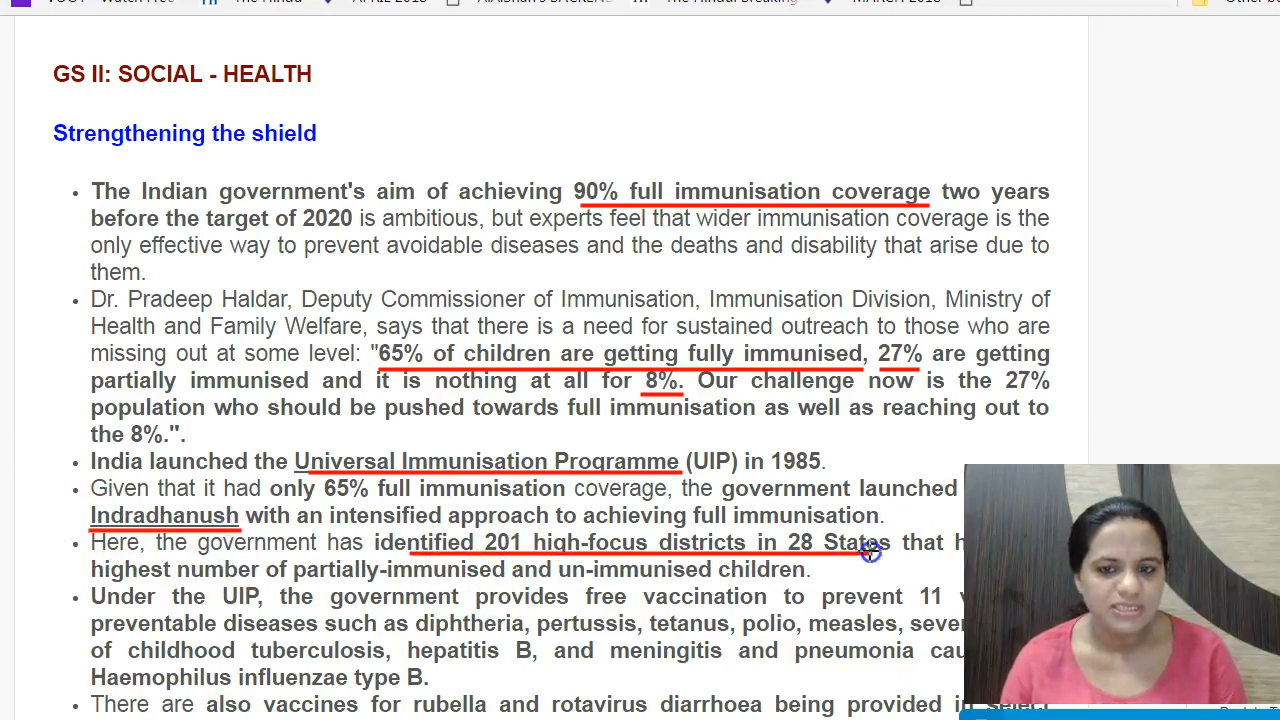 GS II: SOCIAL - HEALTH
Strengthening the shield
• The Indian government's aim of achieving 90% full immunisation coverage two years
before the target of 2020 is ambitious, but experts feel that wider immunisation coverage is the
only effective way to prevent avoidable diseases and the deaths and disability that arise due to
them.
• Dr. Pradeep Haldar, Deputy Commissioner of Immunisation, Immunisation Division, Ministry of
Health and Family Welfare, says that there is a need for sustained outreach to those who are
missing out at some level: "65% of children are getting fully immunised, 27% are getting
partially immunised and it is nothing at all for 8%. Our challenge now is the 27%
population who should be pushed towards full immunisation as well as reaching out to
the 8%.".
• India launched the Universal Immunisation Programme (UIP) in 1985.
• Given that it had only 65% full immunisation coverage, the government launched
Indradhanush with an intensified approach to achieving full immunisation.
• Here, the government has identified 201 high-focus districts in 28 States that
highest number of partially-immunised and un-immunised children.
• Under the UIP, the government provides free vaccination to prevent 11
preventable diseases such as diphtheria, pertussis, tetanus, polio, measles,
of childhood tuberculosis, hepatitis B, and meningitis and pneumonia
Haemophilus influenzae type B.
• There are also vaccines for rubella and rotavirus diarrhoea being provided in select